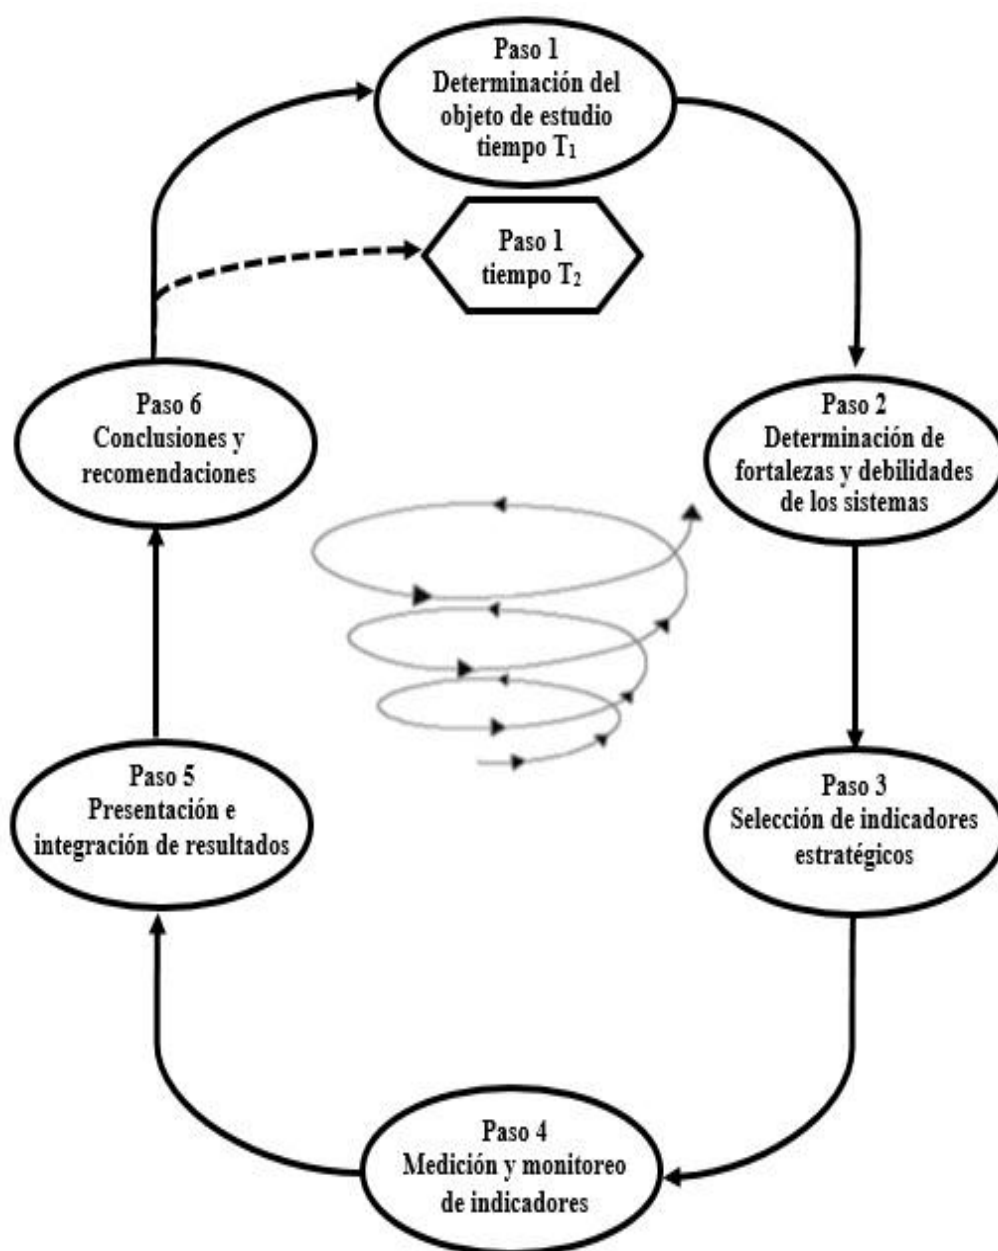 Paso 1
Determinación del
objeto de estudio
tiempo T₁
Paso 1
tiempo T₂
Paso 2
Determinación de
fortalezas y debilidades
de los sistemas
Paso 3
Selección de indicadores
estratégicos
Paso 4
Medición y monitoreo
de indicadores
Paso 5
Presentación e
integración de resultados
Paso 6
Conclusiones y
recomendaciones